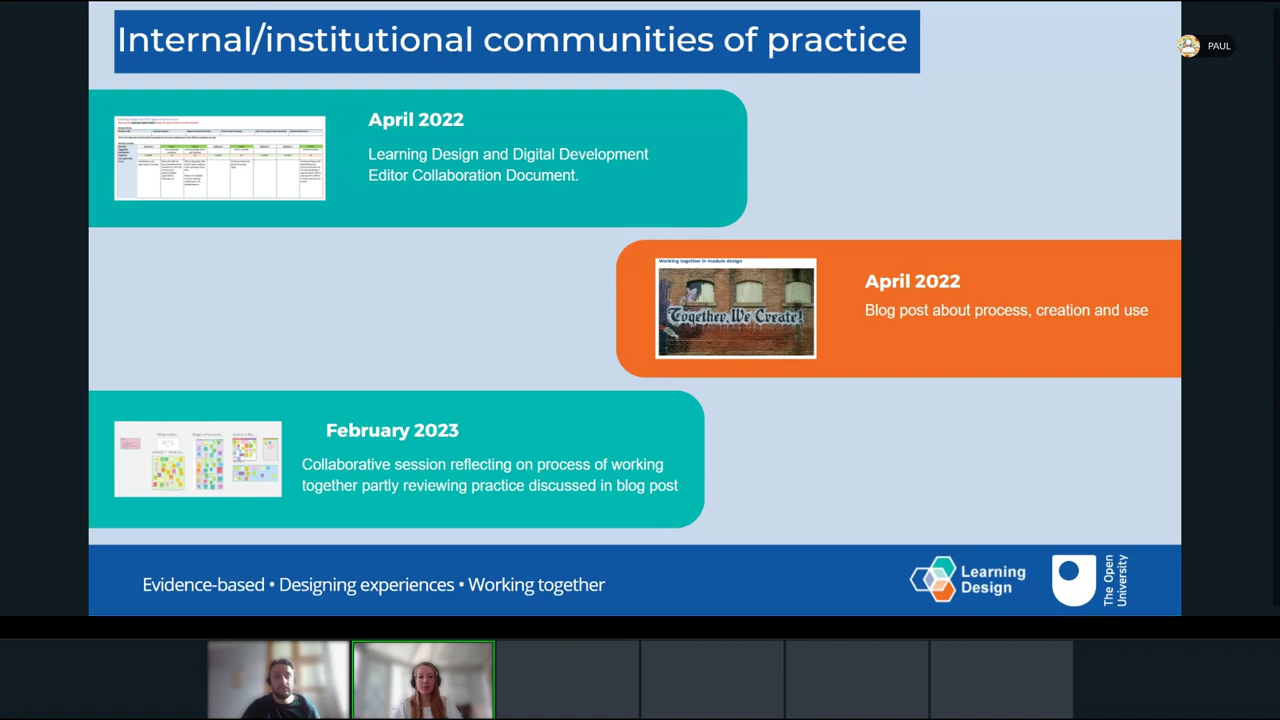 Internal/institutional communities of practice
PAUL
April 2022
Learning Design and Digital Development
Editor Collaboration Document.
Working together in module design
Together, We Create!
April 2022
Blog post about process, creation and use
February 2023
Collaborative session reflecting on process of working
together partly reviewing practice discussed in blog post
Evidence-based • Designing experiences • Working together
Learning
Design
The Open
University